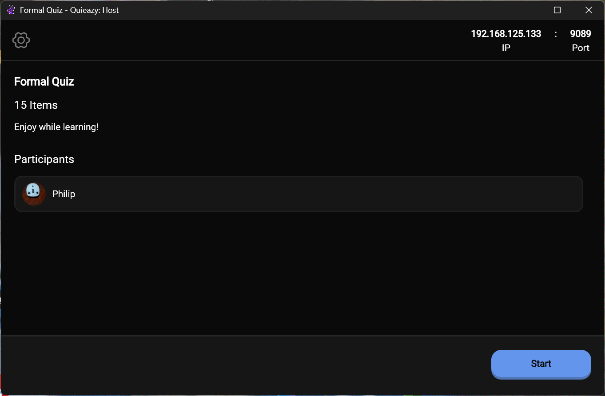 Formal Quiz - Quieazy: Host
192.168.125.133 : 9089
IP Port
Formal Quiz
15 Items
Enjoy while learning!
Participants
Philip
Start